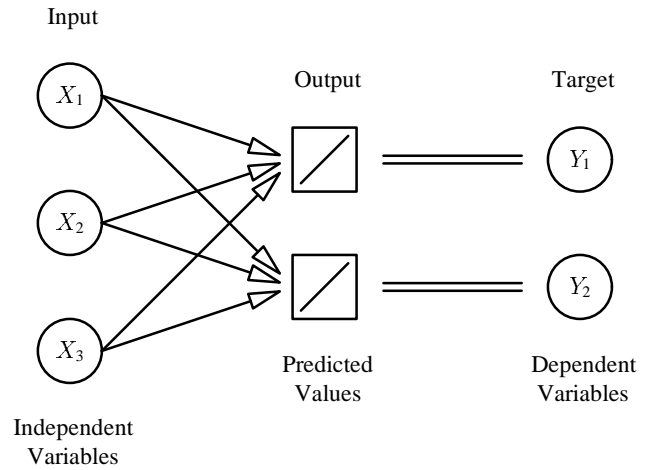 Input
Output
Target
X1
Y1
X2
Y2
X3
Predicted
Values
Dependent
Variables
Independent
Variables